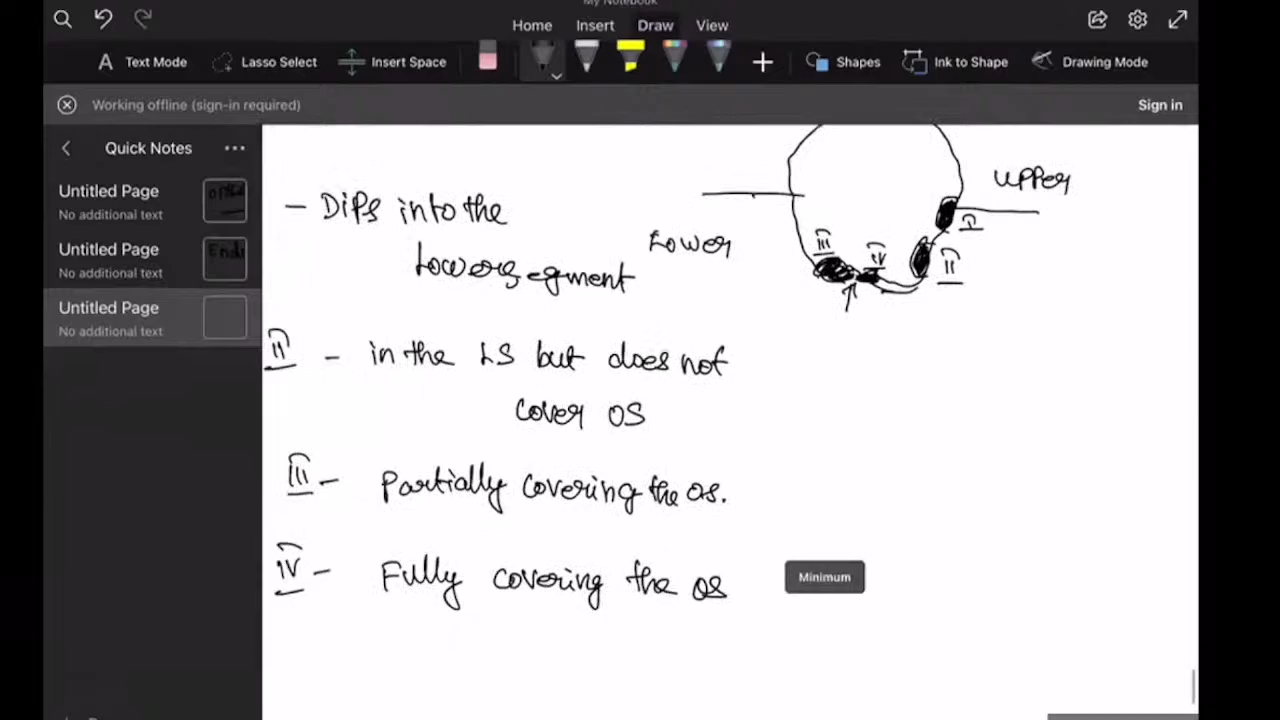 My Notebook
Home Insert Draw View
Text Mode Lasso Select Insert Space Shapes Ink to Shape Drawing Mode
Working offline (sign-in required) Sign in
Quick Notes
Untitled Page
No additional text
Untitled Page
No additional text
Untitled Page
No additional text
Upper
- Dips into the
Lower
I
III
IV
II
Lowersegment
II - in the LS but does not
cover OS
III - Partially covering the os.
IV - Fully covering the os
Minimum